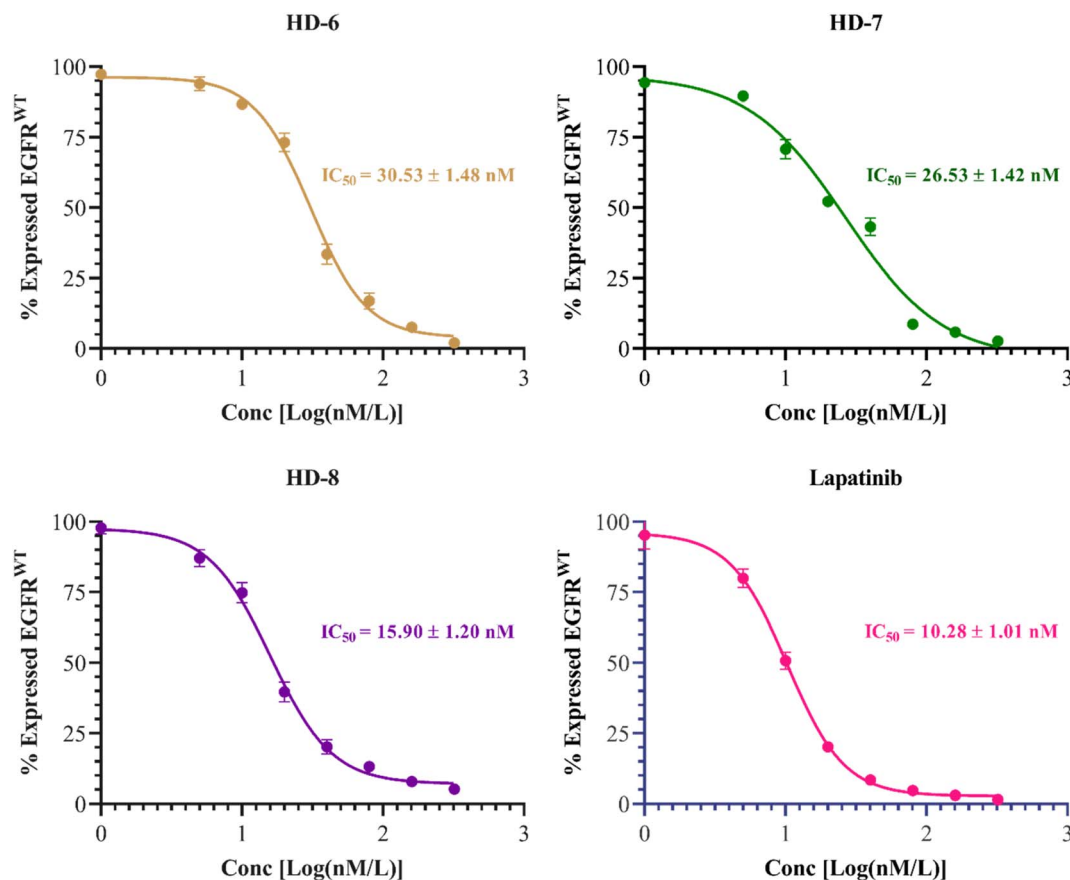 HD-6
% Expressed EGFR^WT
100
75
50
25
0
IC₅₀ = 30.53 ± 1.48 nM
0 1 2 3
Conc [Log(nM/L)]
HD-7
% Expressed EGFR^WT
100
75
50
25
0
IC₅₀ = 26.53 ± 1.42 nM
0 1 2 3
Conc [Log(nM/L)]
HD-8
% Expressed EGFR^WT
100
75
50
25
0
IC₅₀ = 15.90 ± 1.20 nM
0 1 2 3
Conc [Log(nM/L)]
Lapatinib
% Expressed EGFR^WT
100
75
50
25
0
IC₅₀ = 10.28 ± 1.01 nM
0 1 2 3
Conc [Log(nM/L)]